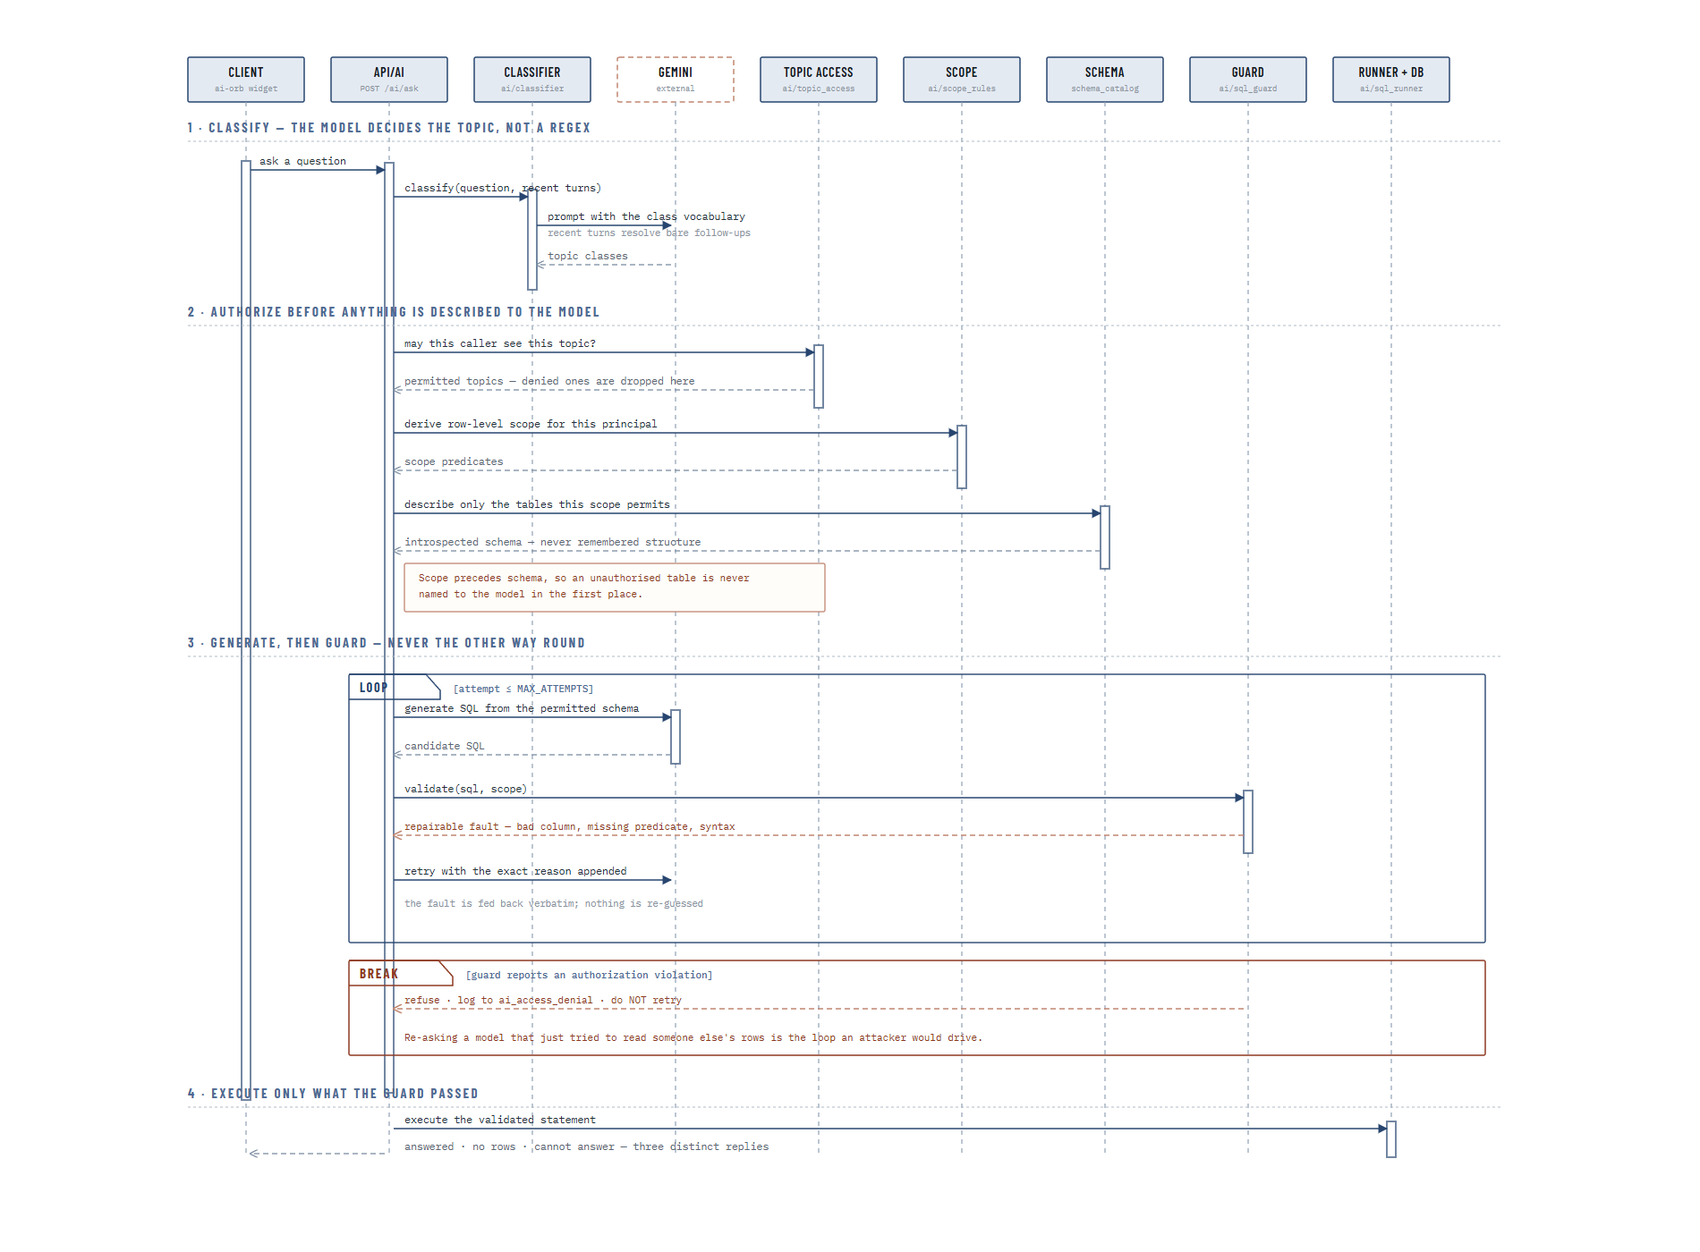 CLIENT
ai-orb widget
API/AI
POST /ai/ask
CLASSIFIER
ai/classifier
GEMINI
external
TOPIC ACCESS
ai/topic_access
SCOPE
ai/scope_rules
SCHEMA
schema_catalog
GUARD
ai/sql_guard
RUNNER + DB
ai/sql_runner
1 · CLASSIFY — THE MODEL DECIDES THE TOPIC, NOT A REGEX
ask a question
classify(question, recent turns)
prompt with the class vocabulary
recent turns resolve bare follow-ups
topic classes
2 · AUTHORIZE BEFORE ANYTHING IS DESCRIBED TO THE MODEL
may this caller see this topic?
permitted topics — denied ones are dropped here
derive row-level scope for this principal
scope predicates
describe only the tables this scope permits
introspected schema — never remembered structure
Scope precedes schema, so an unauthorised table is never
named to the model in the first place.
3 · GENERATE, THEN GUARD — NEVER THE OTHER WAY ROUND
LOOP
[attempt ≤ MAX_ATTEMPTS]
generate SQL from the permitted schema
candidate SQL
validate(sql, scope)
repairable fault — bad column, missing predicate, syntax
retry with the exact reason appended
the fault is fed back verbatim; nothing is re-guessed
BREAK
[guard reports an authorization violation]
refuse · log to ai_access_denial · do NOT retry
Re-asking a model that just tried to read someone else's rows is the loop an attacker would drive.
4 · EXECUTE ONLY WHAT THE GUARD PASSED
execute the validated statement
answered · no rows · cannot answer — three distinct replies